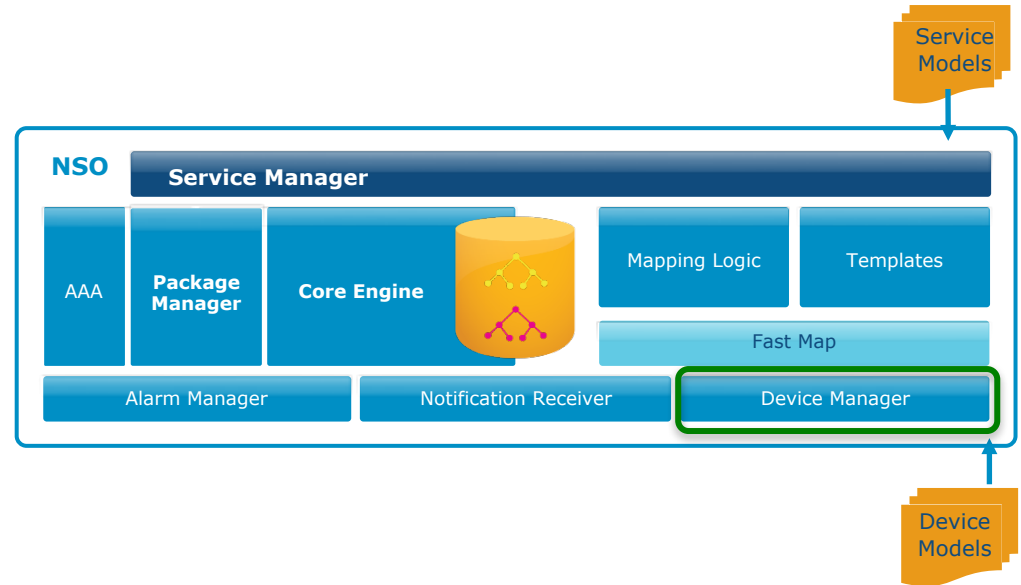 Service
Models
NSO
Service Manager
AAA
Package
Manager
Core Engine
Mapping Logic
Templates
Fast Map
Alarm Manager
Notification Receiver
Device Manager
Device
Models